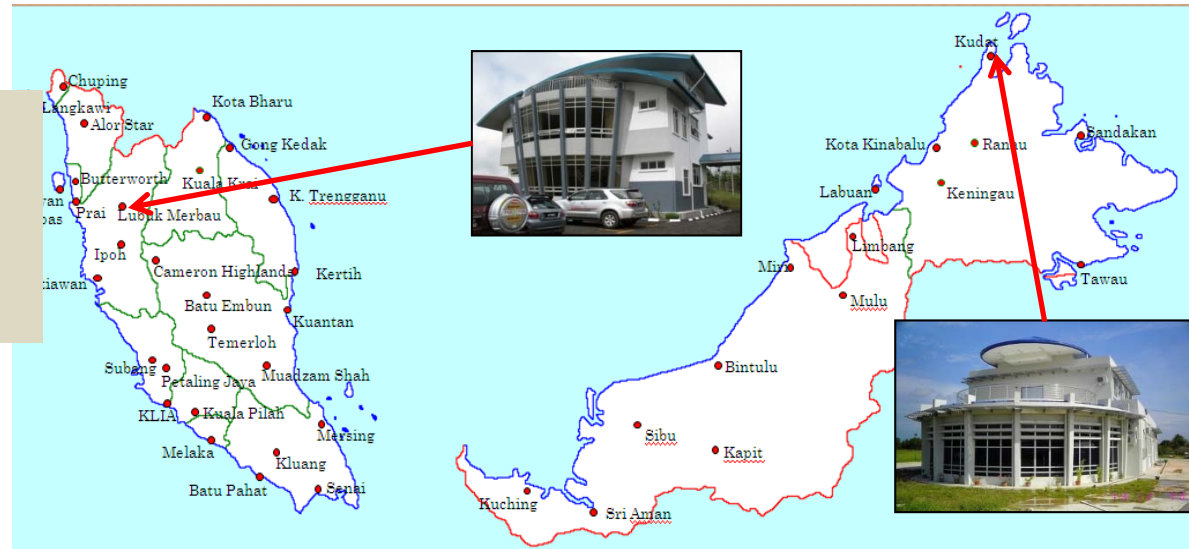 Chuping
Langkawi
Alor Star
Kota Bharu
Gong Kedak
Butterworth
Kuala Krai
K. Trengganu
Prai
Lubuk Merbau
Ipoh
Cameron Highlands
Kertih
Batu Embun
Kuantan
Temerloh
Subang
Petaling Jaya
Muadzam Shah
KLIA
Kuala Pilah
Mersing
Melaka
Kluang
Batu Pahat
Senai
Kudat
Sandakan
Kota Kinabalu
Ranau
Labuan
Keningau
Limbang
Miri
Tawau
Mulu
Bintulu
Sibu
Kapit
Kuching
Sri Aman